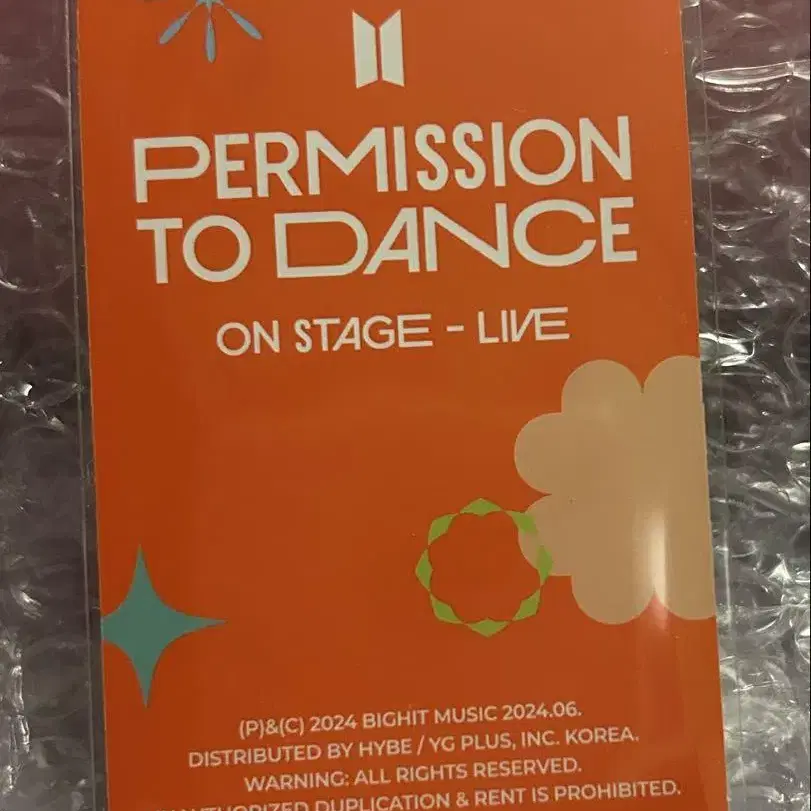 PERMISSION
TO DANCE
ON STAGE - LIVE
(P)&(C) 2024 BIGHIT MUSIC 2024.06.
DISTRIBUTED BY HYBE / YG PLUS, INC. KOREA.
WARNING: ALL RIGHTS RESERVED.
DUPLICATION & RENT IS PROHIBITED.